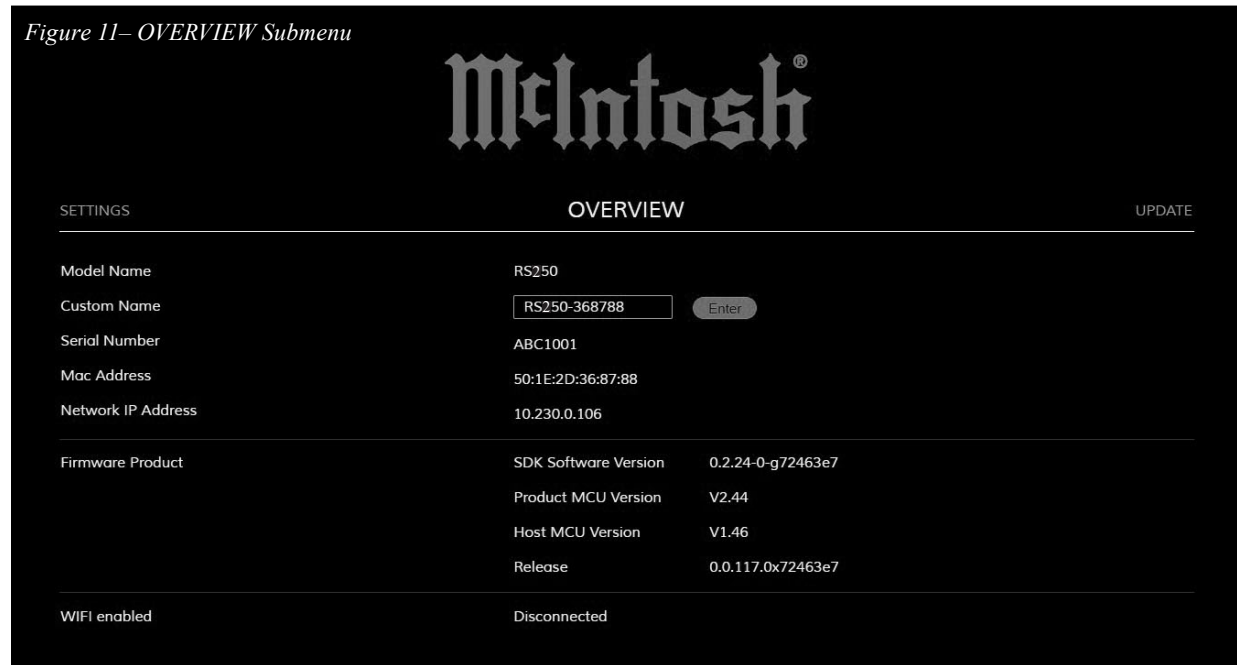 Figure 11– OVERVIEW Submenu
McIntosh®
SETTINGS OVERVIEW UPDATE
Model Name RS250
Custom Name RS250-368788 Enter
Serial Number ABC1001
Mac Address 50:1E:2D:36:87:88
Network IP Address 10.230.0.106
Firmware Product SDK Software Version 0.2.24-0-g72463e7
Product MCU Version V2.44
Host MCU Version V1.46
Release 0.0.117.0x72463e7
WIFI enabled Disconnected